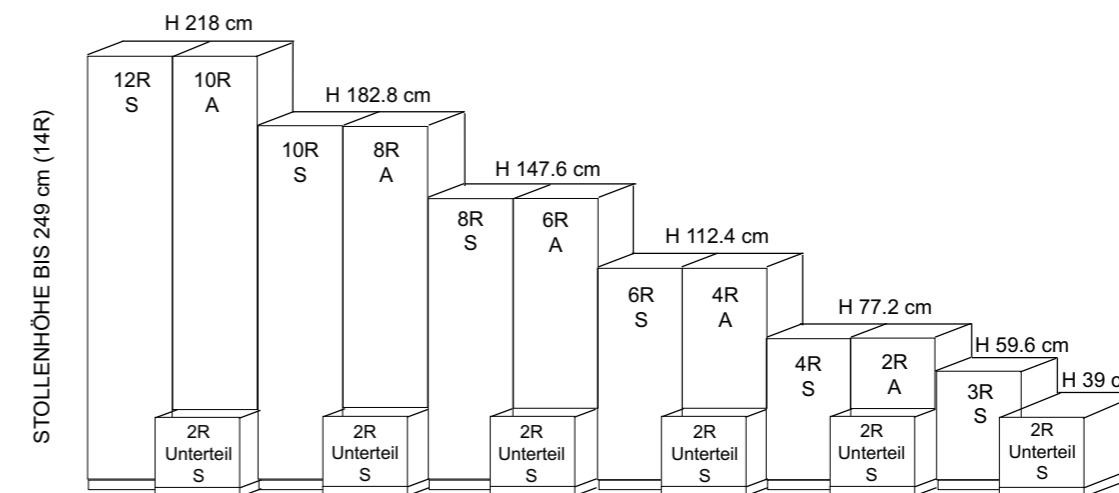 STOLLENHÖHE BIS 249 cm (14R)
H 218 cm
12R
S
10R
A
H 182.8 cm
10R
S
8R
A
H 147.6 cm
8R
S
6R
A
H 112.4 cm
6R
S
4R
A
H 77.2 cm
4R
S
2R
A
H 59.6 cm
3R
S
H 39 c
2R
Unterteil
S
2R
Unterteil
S
2R
Unterteil
S
2R
Unterteil
S
2R
Unterteil
S
2R
Unterteil
S